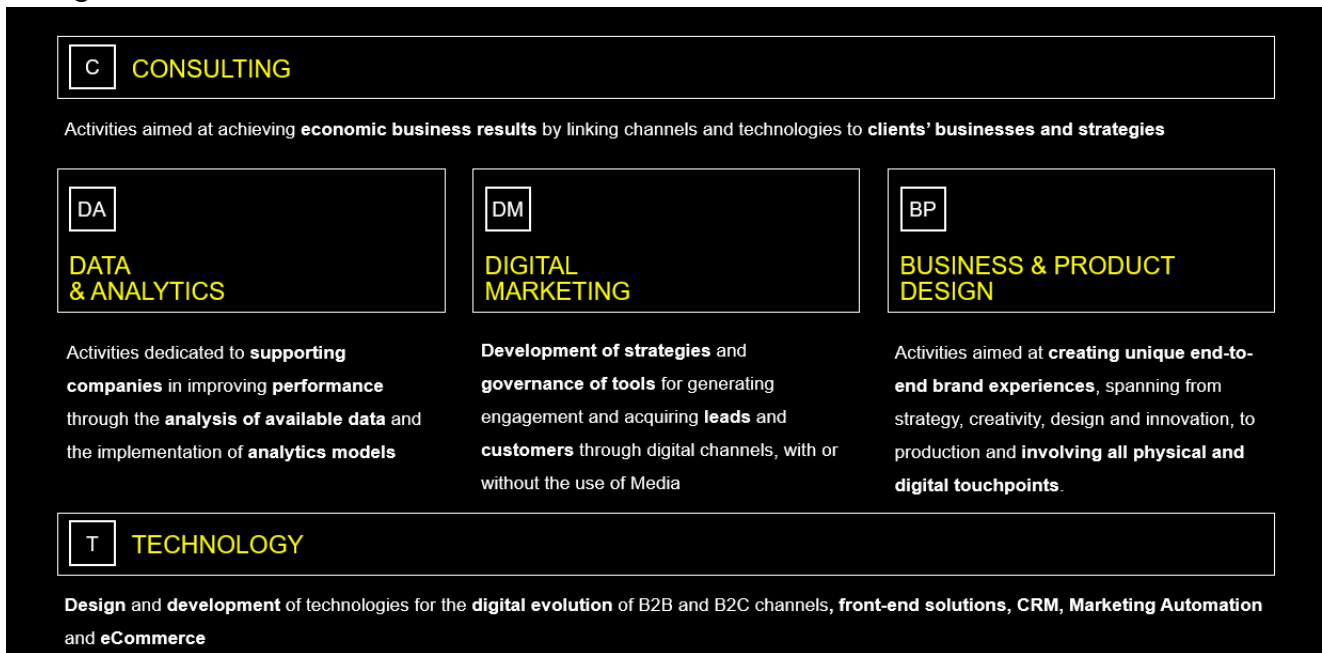 C CONSULTING
Activities aimed at achieving economic business results by linking channels and technologies to clients’ businesses and strategies
DA
DATA
& ANALYTICS
Activities dedicated to supporting
companies in improving performance
through the analysis of available data and
the implementation of analytics models
DM
DIGITAL
MARKETING
Development of strategies and
governance of tools for generating
engagement and acquiring leads and
customers through digital channels, with or
without the use of Media
BP
BUSINESS & PRODUCT
DESIGN
Activities aimed at creating unique end-to-
end brand experiences, spanning from
strategy, creativity, design and innovation, to
production and involving all physical and
digital touchpoints.
T TECHNOLOGY
Design and development of technologies for the digital evolution of B2B and B2C channels, front-end solutions, CRM, Marketing Automation
and eCommerce